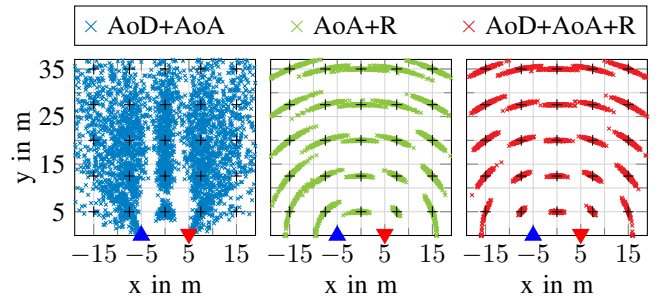 × AoD+AoA × AoA+R × AoD+AoA+R
35
25
15
5
y in m
−15 −5 5 15 −15 −5 5 15 −15 −5 5 15
x in m x in m x in m